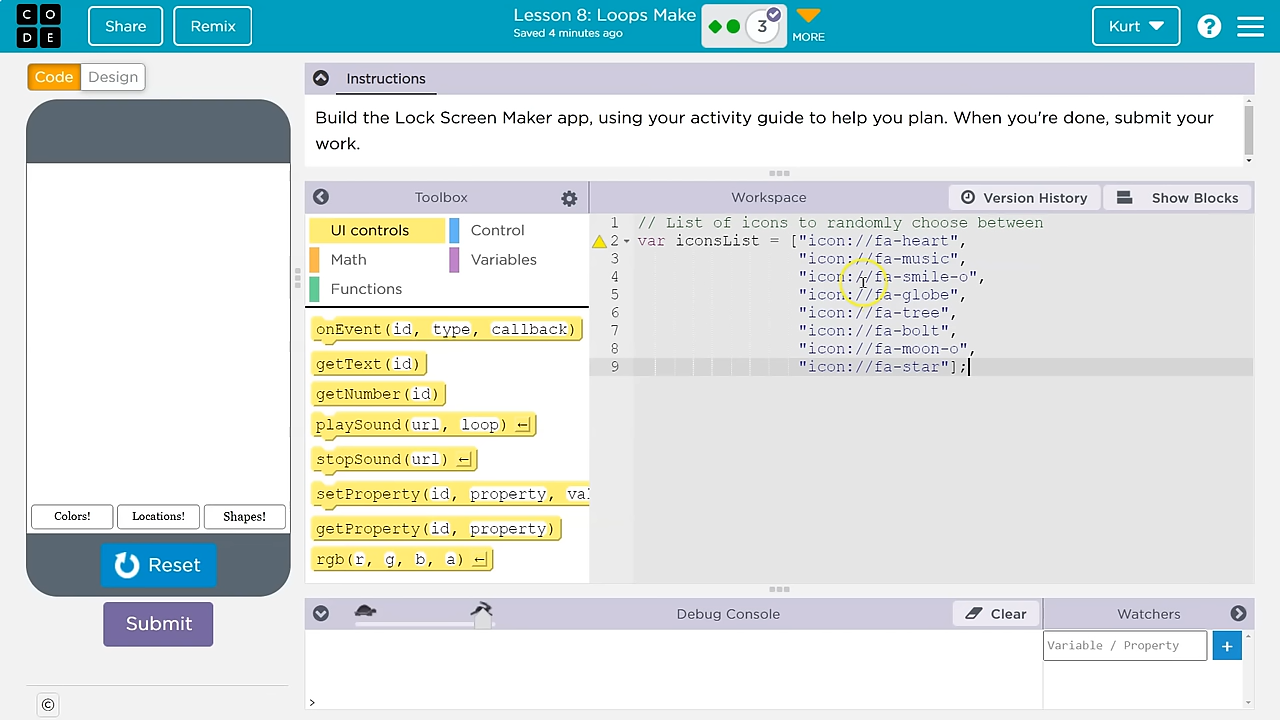 CO
DE
Share
Remix
Lesson 8: Loops Make
Saved 4 minutes ago
3
MORE
Kurt
?
Code
Design
Instructions
Build the Lock Screen Maker app, using your activity guide to help you plan. When you're done, submit your
work.
Toolbox
Workspace
Version History
Show Blocks
UI controls
Control
Math
Variables
Functions
onEvent(id, type, callback)
getText(id)
getNumber(id)
playSound(url, loop)
stopSound(url)
setProperty(id, property, val
getProperty(id, property)
rgb(r, g, b, a)
1 // List of icons to randomly choose between
2 var iconsList = ["icon://fa-heart",
3 "icon://fa-music",
4 "icon://fa-smile-o",
5 "icon://fa-globe",
6 "icon://fa-tree",
7 "icon://fa-bolt",
8 "icon://fa-moon-o",
9 "icon://fa-star"];
Colors!
Locations!
Shapes!
Reset
Submit
Debug Console
Clear
Watchers
Variable / Property
+
>
©